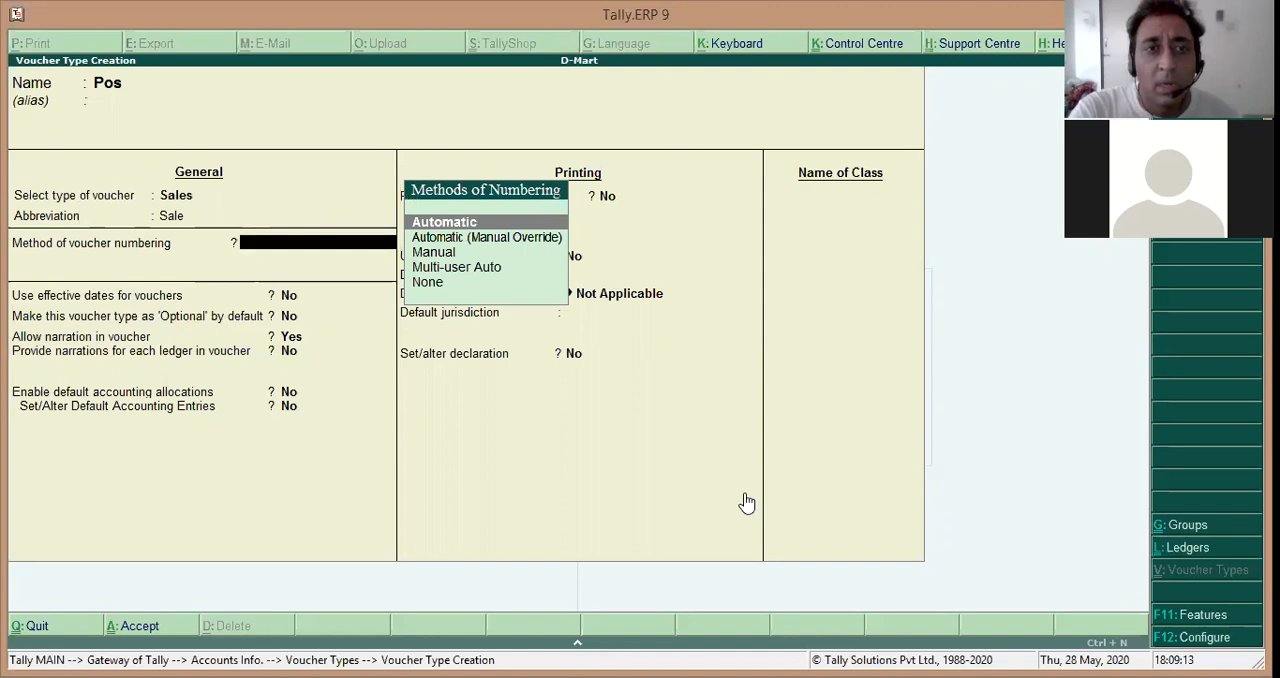 Tally.ERP 9
P: Print E: Export M: E-Mail O: Upload S: TallyShop G: Language K: Keyboard K: Control Centre H: Support Centre H:
Voucher Type Creation D-Mart
Name : Pos
(alias) :
General
Select type of voucher : Sales
Abbreviation : Sale
Method of voucher numbering ?
Use effective dates for vouchers ? No
Make this voucher type as 'Optional' by default ? No
Allow narration in voucher ? Yes
Provide narrations for each ledger in voucher ? No
Enable default accounting allocations ? No
Set/Alter Default Accounting Entries ? No
Printing
? No
Methods of Numbering
Automatic
Automatic (Manual Override)
Manual
Multi-user Auto
None
No
Not Applicable
Default jurisdiction :
Set/alter declaration ? No
Name of Class
G: Groups
L: Ledgers
V: Voucher Types
F11: Features
F12: Configure
Q: Quit A: Accept D: Delete
Ctrl + N
Tally MAIN --> Gateway of Tally --> Accounts Info. --> Voucher Types --> Voucher Type Creation © Tally Solutions Pvt Ltd., 1988-2020 Thu, 28 May, 2020 18:09:13